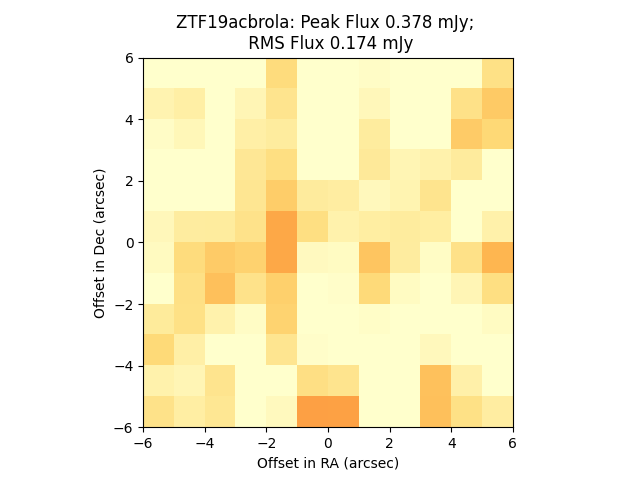 ZTF19acbrola: Peak Flux 0.378 mJy;
RMS Flux 0.174 mJy
6
4
2
0
−2
−4
−6
Offset in Dec (arcsec)
−6 −4 −2 0 2 4 6
Offset in RA (arcsec)